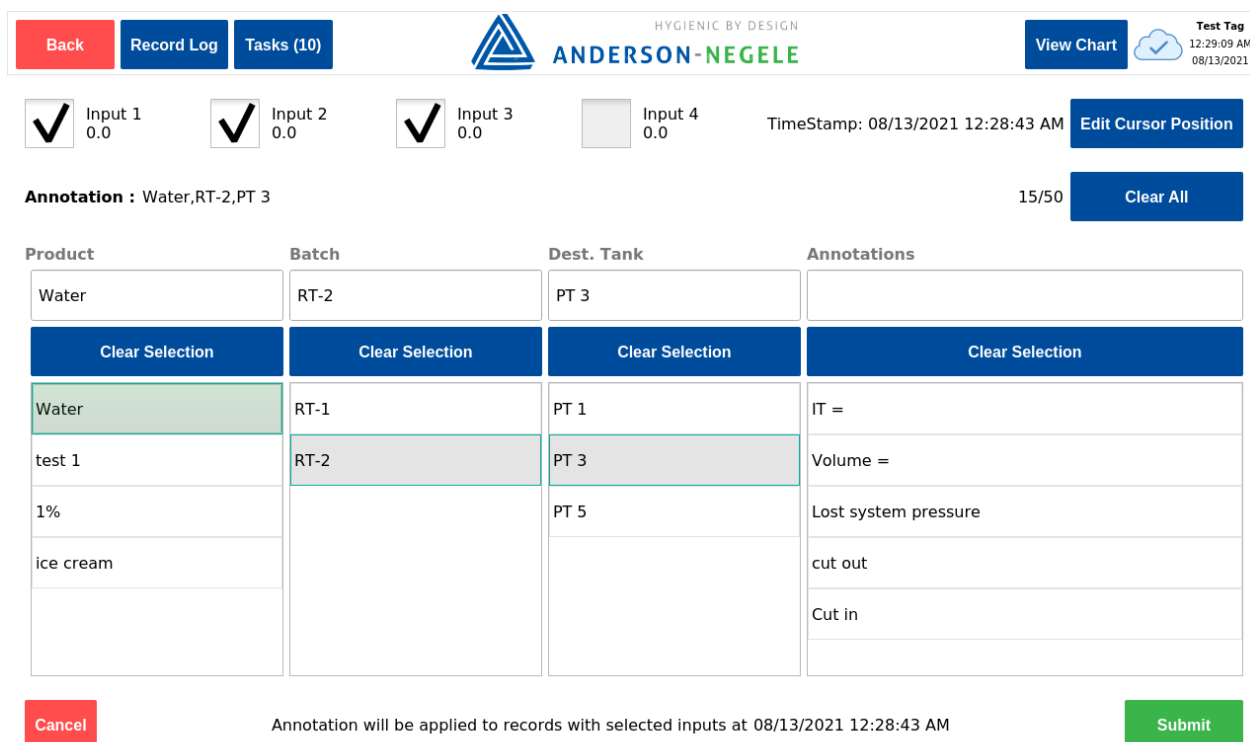 Back Record Log Tasks (10) HYGIENIC BY DESIGN ANDERSON-NEGELE View Chart Test Tag
12:29:09 AM
08/13/2021
Input 1 Input 2 Input 3 Input 4
0.0 0.0 0.0 0.0
TimeStamp: 08/13/2021 12:28:43 AM Edit Cursor Position
Annotation : Water,RT-2,PT 3 15/50 Clear All
Product Batch Dest. Tank Annotations
Water RT-2 PT 3
Clear Selection Clear Selection Clear Selection Clear Selection
Water RT-1 PT 1 IT =
test 1 RT-2 PT 3 Volume =
1% PT 5 Lost system pressure
ice cream cut out
Cut in
Cancel Annotation will be applied to records with selected inputs at 08/13/2021 12:28:43 AM Submit